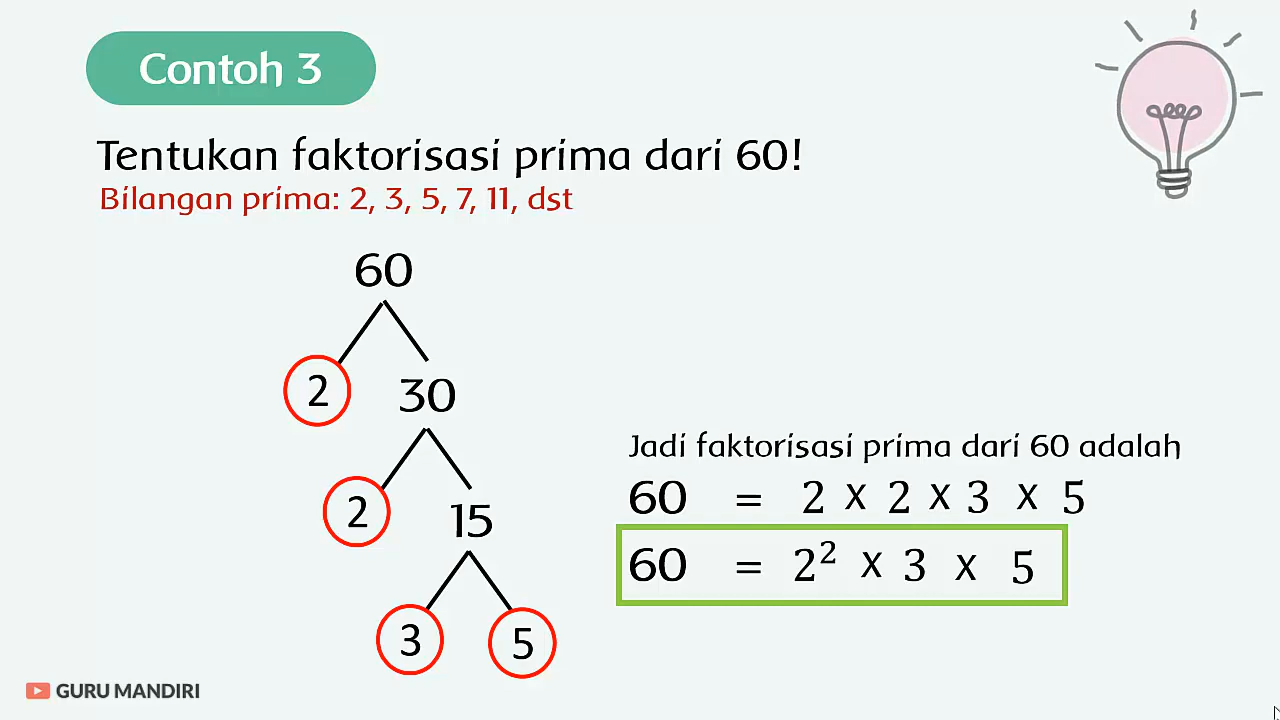 Contoh 3
Tentukan faktorisasi prima dari 60!
Bilangan prima: 2, 3, 5, 7, 11, dst
60
2 30
2 15
3 5
Jadi faktorisasi prima dari 60 adalah
60 = 2 x 2 x 3 x 5
60 = 2² x 3 x 5
GURU MANDIRI